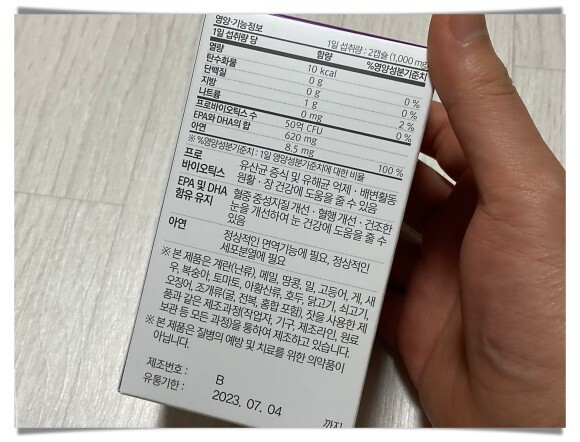 영양·기능정보
1일 섭취량 : 2캡슐 (1,000 mg)
1일 섭취량 당 함량 %영양성분기준치
열량 10 kcal
탄수화물 0 g 0 %
단백질 0 g 0 %
지방 1 g 2 %
나트륨 0 mg 0 %
프로바이오틱스 수 50억 CFU
EPA와 DHA의 합 620 mg
아연 8.5 mg 100 %
※ %영양성분기준치 : 1일 영양성분기준치에 대한 비율
프로
바이오틱스
유산균 증식 및 유해균 억제 · 배변활동
원활 · 장 건강에 도움을 줄 수 있음
EPA 및 DHA
함유 유지
혈중 중성지질 개선 · 혈행 개선 · 건조한
눈을 개선하여 눈 건강에 도움을 줄 수
있음
아연
정상적인 면역기능에 필요, 정상적인
세포분열에 필요
※ 본 제품은 계란(난류), 메밀, 땅콩, 밀, 고등어, 게, 새
우, 복숭아, 토마토, 아황산류, 호두, 닭고기, 쇠고기,
오징어, 조개류(굴, 전복, 홍합 포함), 잣을 사용한 제
품과 같은 제조과정(작업자, 기구, 제조라인, 원료
보관 등 모든 과정)을 통하여 제조하고 있습니다.
※ 본 제품은 질병의 예방 및 치료를 위한 의약품이
아닙니다.
제조번호 : B
유통기한 : 2023. 07. 04 까지